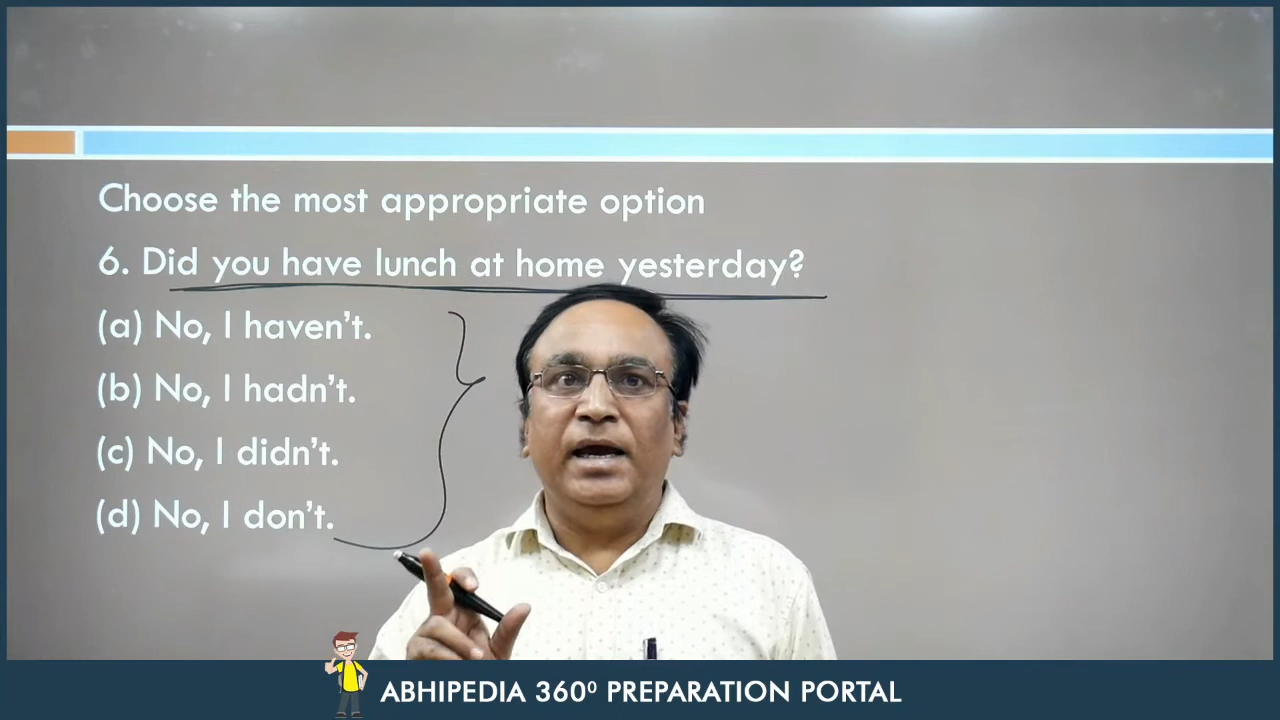 Choose the most appropriate option
6. Did you have lunch at home yesterday?
(a) No, I haven't.
(b) No, I hadn't.
(c) No, I didn't.
(d) No, I don't.
ABHIPEDIA 360⁰ PREPARATION PORTAL